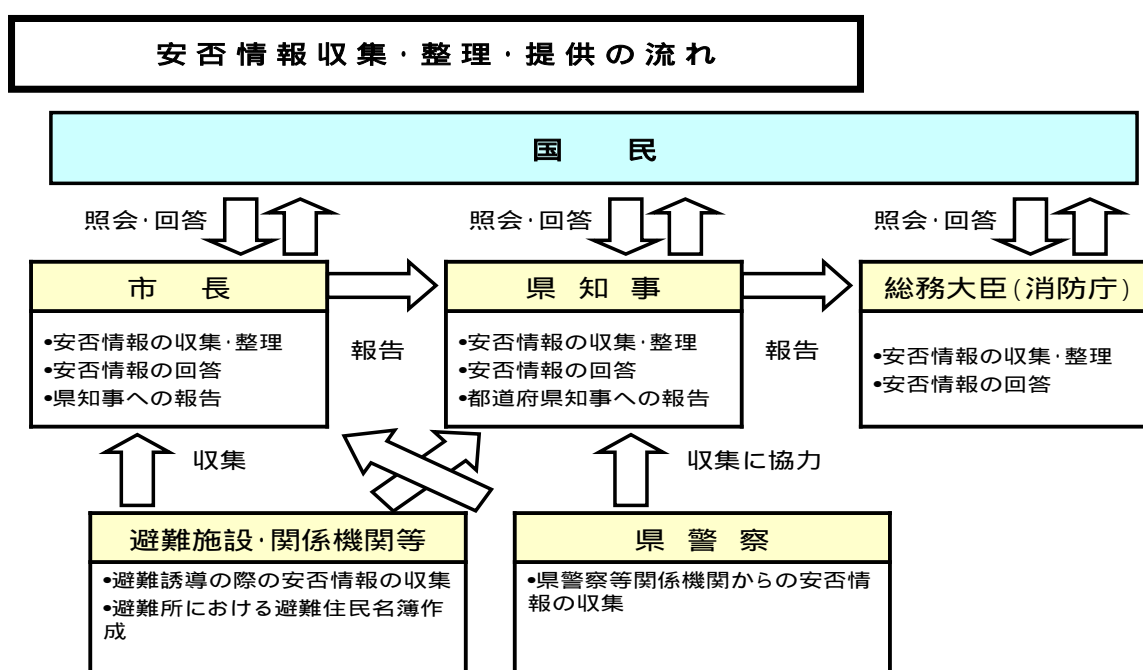 安否情報収集・整理・提供の流れ
国　民
照会・回答
照会・回答
照会・回答
市　長
•安否情報の収集・整理
•安否情報の回答
•県知事への報告
報告
県 知 事
•安否情報の収集・整理
•安否情報の回答
•都道府県知事への報告
報告
総務大臣(消防庁)
•安否情報の収集・整理
•安否情報の回答
収集
収集に協力
避難施設・関係機関等
•避難誘導の際の安否情報の収集
•避難所における避難住民名簿作
成
県 警 察
•県警察等関係機関からの安否情
報の収集